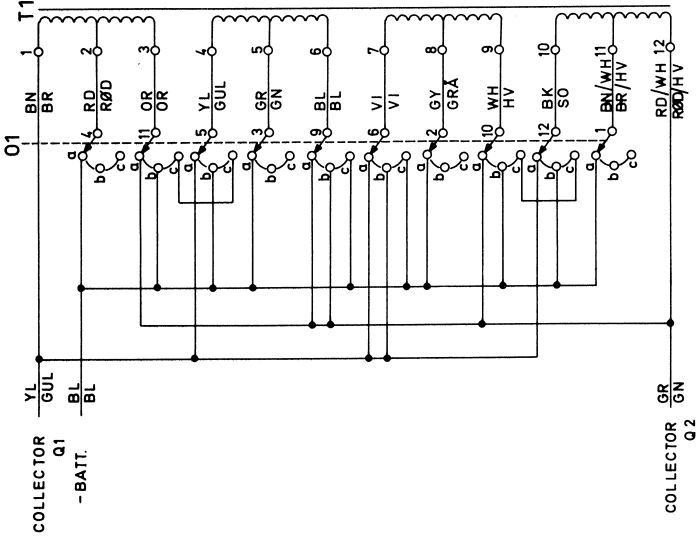 T1
1 2 3 4 5 6 7 8 9 10 11 12
BN
BR
RD
RØD
OR
OR
YL
GUL
GR
GN
BL
BL
VI
VI
GY
GRÅ
WH
HV
BK
SO
BN/WH
BR/HV
RD/WH
RØD/HV
O1
4 11 5 3 9 6 2 10 12 1
a a a a a a a a a a
b b b b b b b b b b
c c c c c c c c c c
YL
GUL
BL
BL
GR
GN
COLLECTOR
Q1
-BATT.
COLLECTOR
Q2